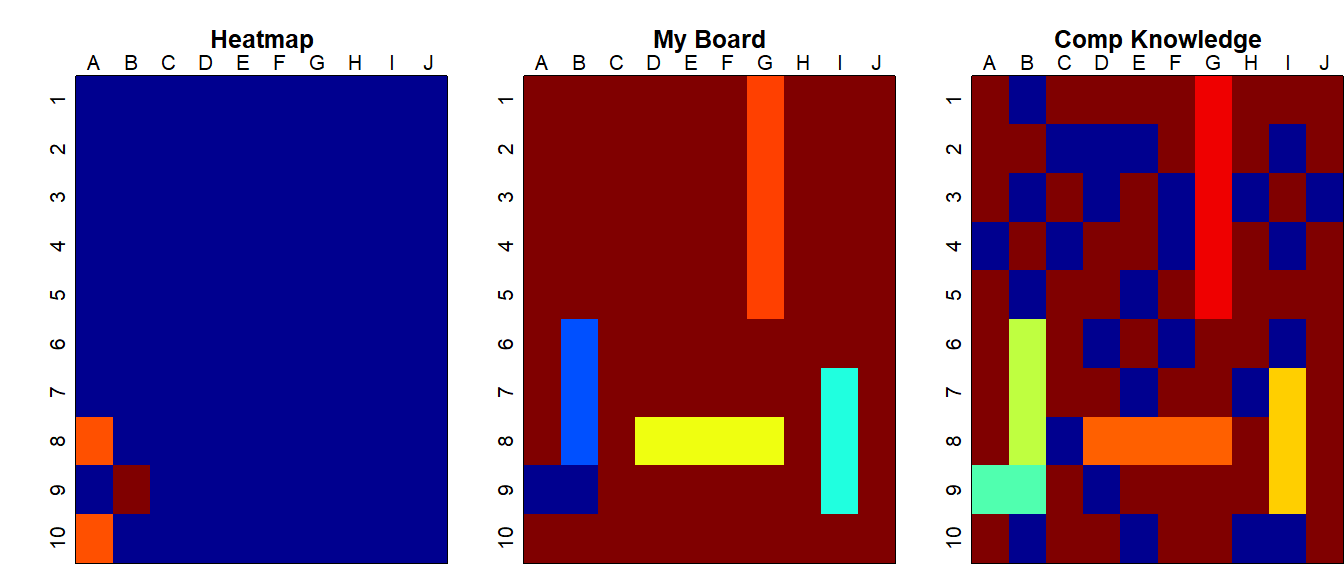 Heatmap My Board Comp Knowledge
A B C D E F G H I J A B C D E F G H I J A B C D E F G H I J
1 1 1
2 2 2
3 3 3
4 4 4
5 5 5
6 6 6
7 7 7
8 8 8
9 9 9
10 10 10